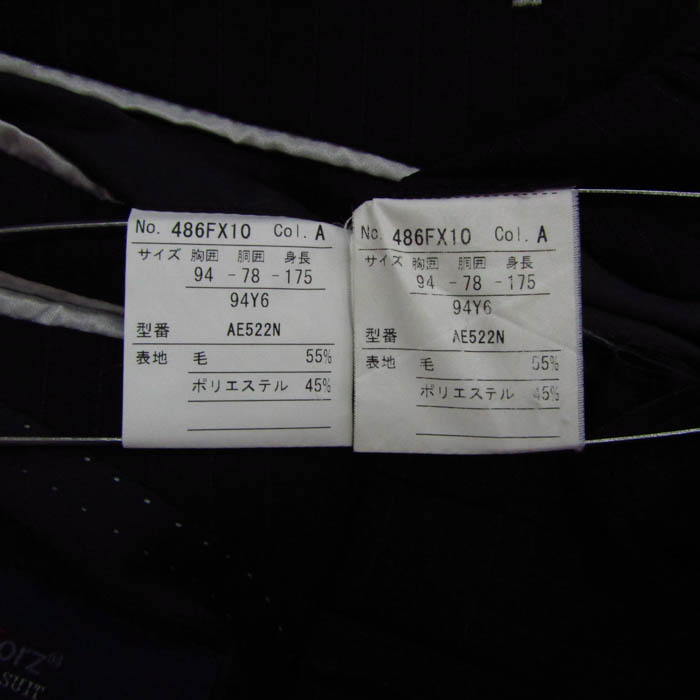 No. 486FX10 Col. A
サイズ 胸囲 胴囲 身長
94 - 78 - 175
94Y6
型番 AE522N
表地 毛 55%
ポリエステル 45%
No. 486FX10 Col. A
サイズ 胸囲 胴囲 身長
94 - 78 - 175
94Y6
型番 AE522N
表地 毛 55%
ポリエステル 45%
orz®
SUIT